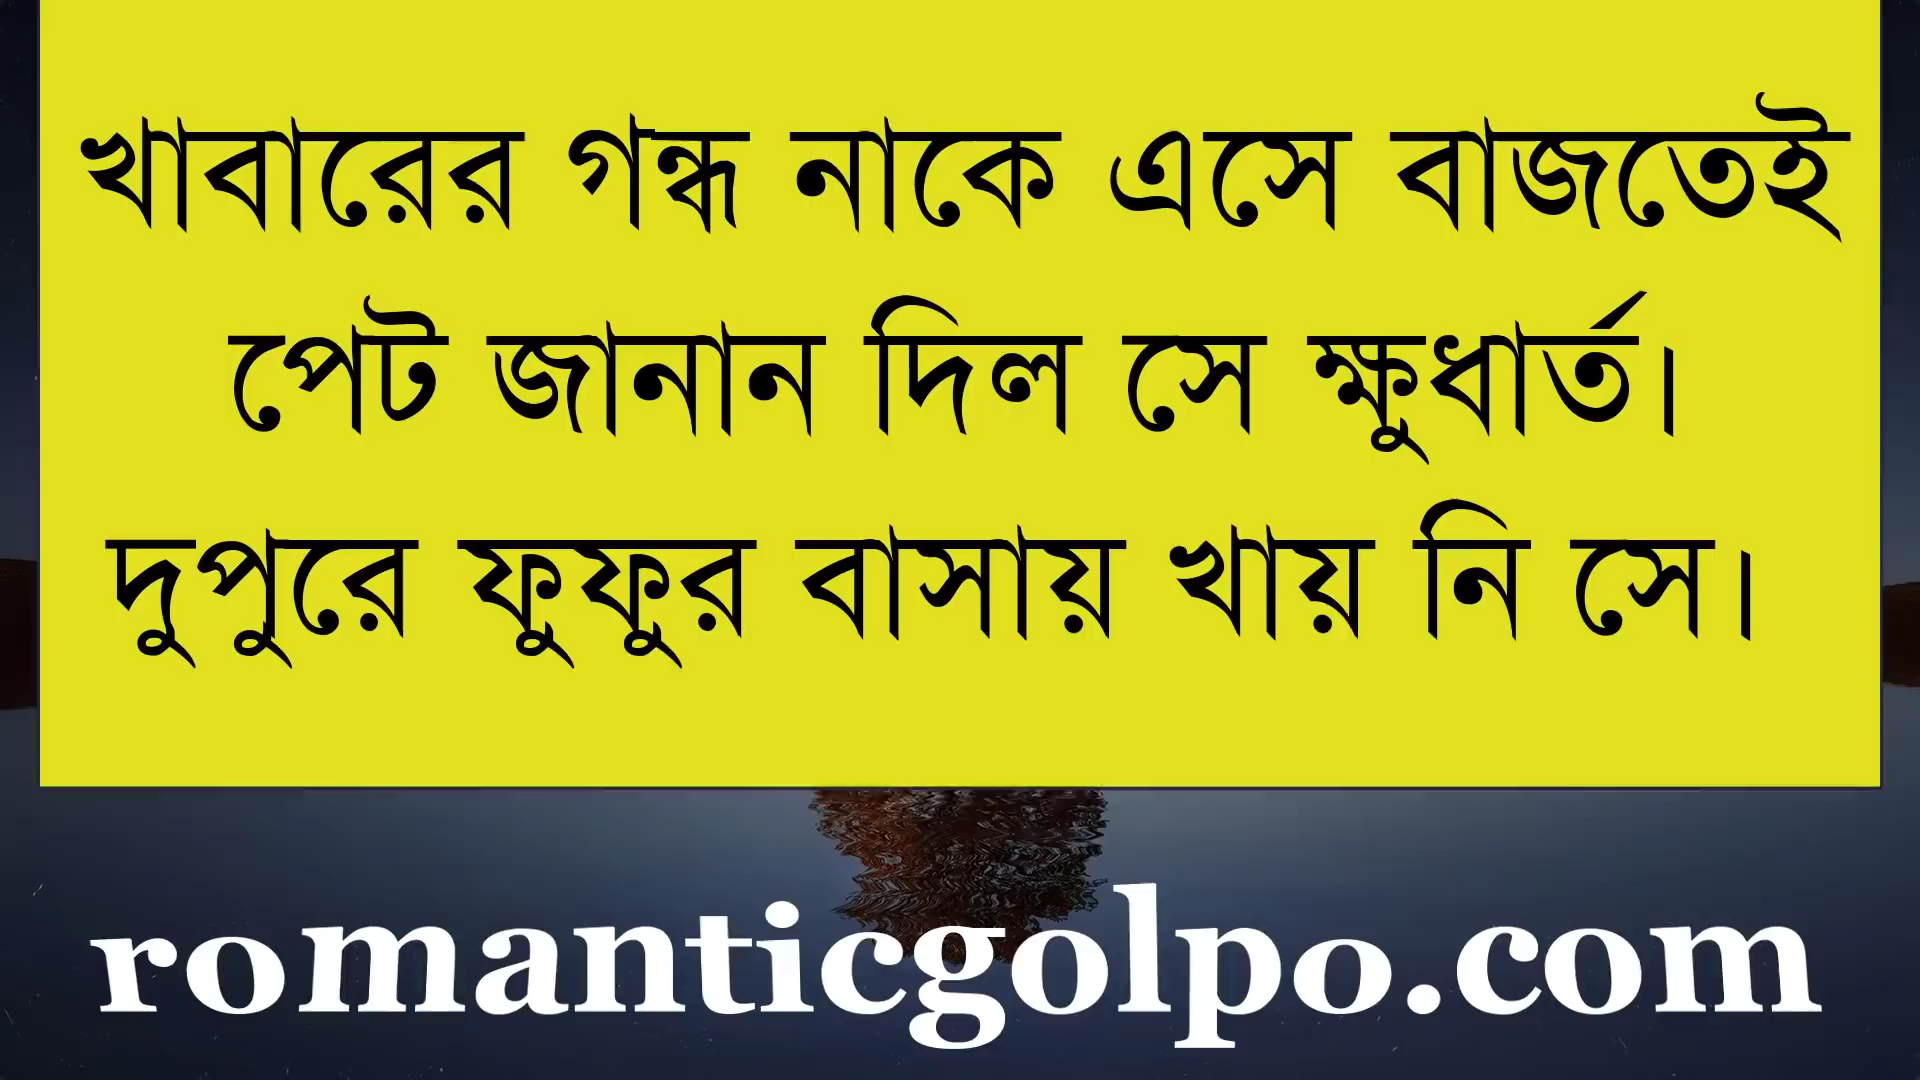 খাবারের গন্ধ নাকে এসে বাজতেই
পেট জানান দিল সে ক্ষুধার্ত।
দুপুরে ফুফুর বাসায় খায় নি সে।
romanticgolpo.com